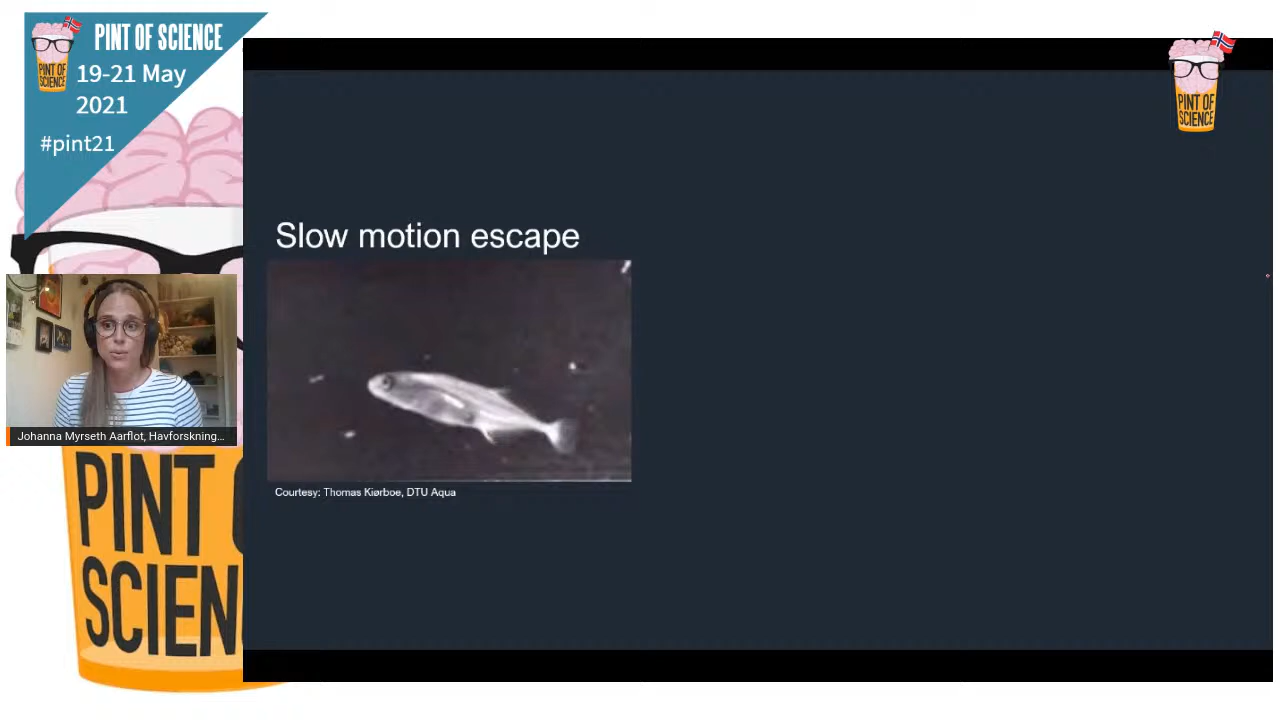 PINT OF SCIENCE
PINT OF
SCIENCE
19-21 May
2021
#pint21
PINT OF
SCIENCE
Slow motion escape
Courtesy: Thomas Kiørboe, DTU Aqua
Johanna Myrseth Aarflot, Havforskning...
PINT O
SCIEN